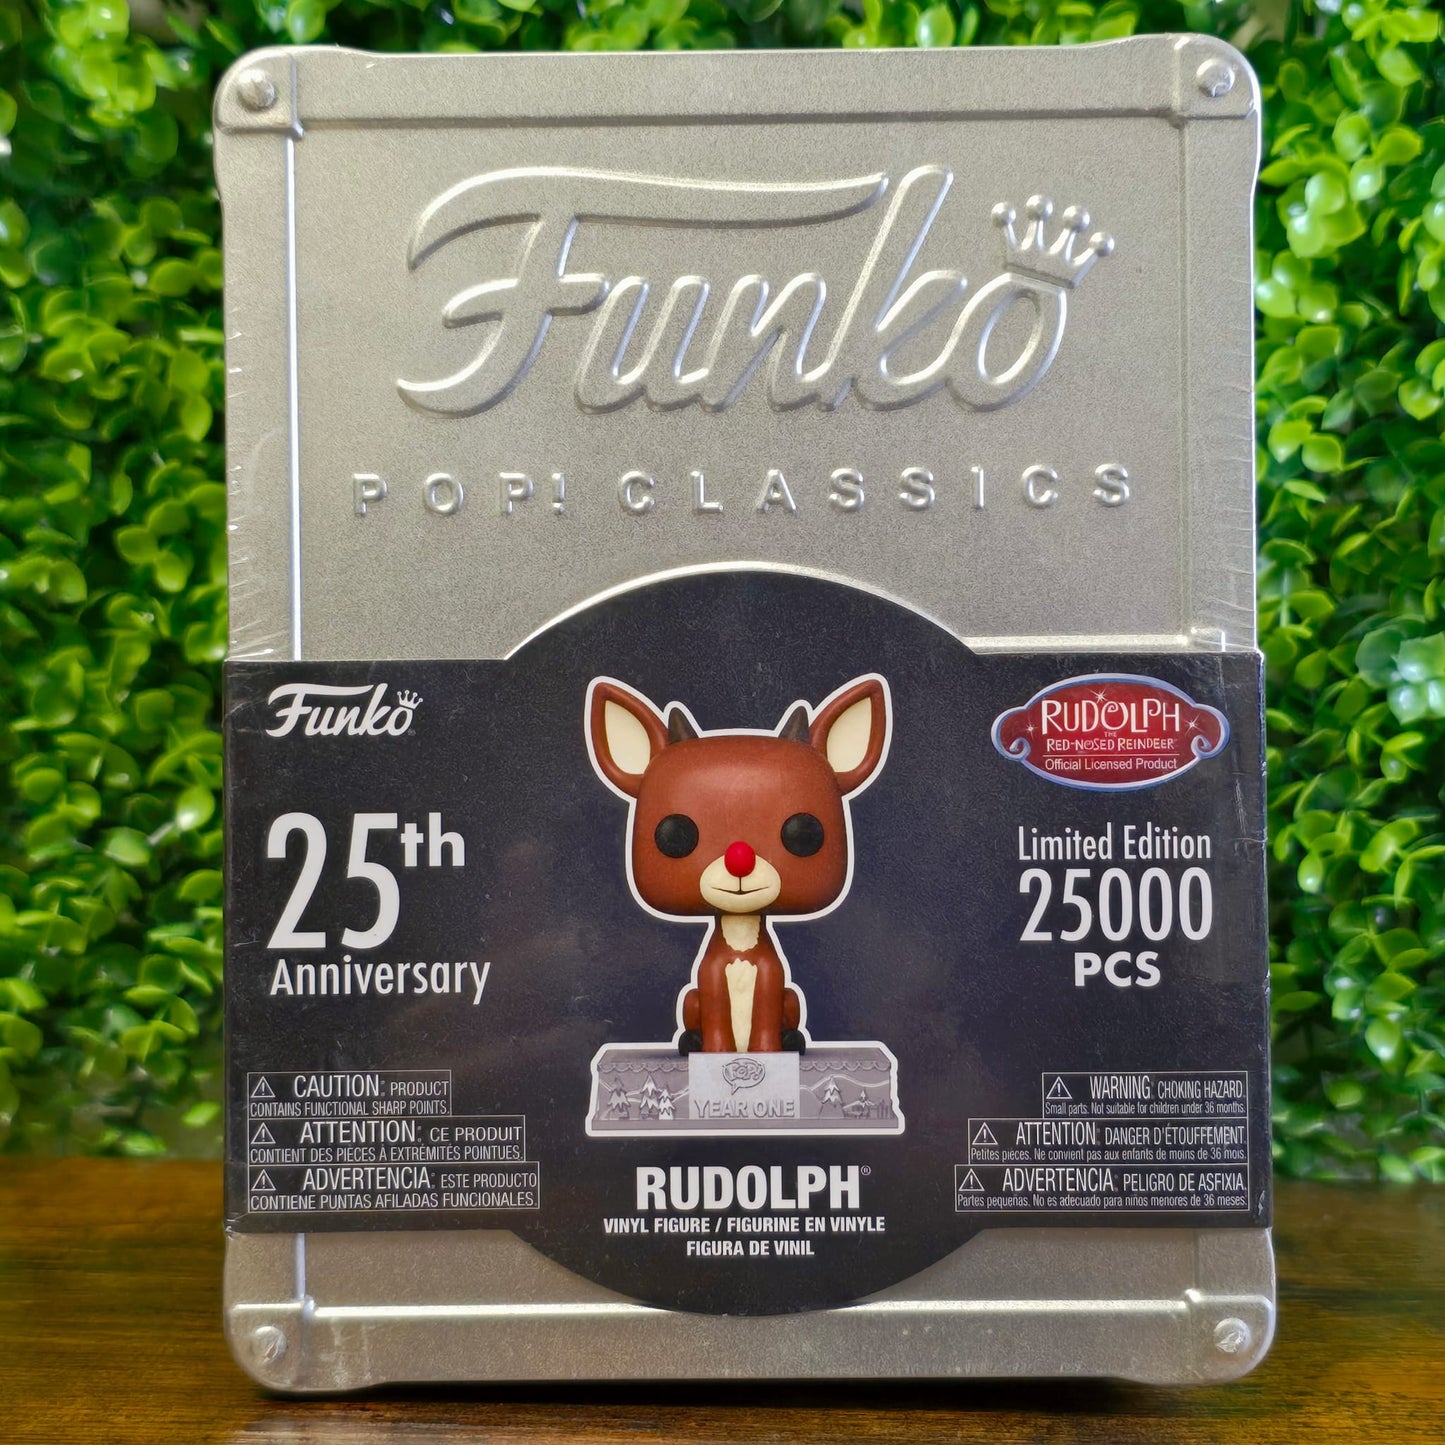 Funko
POP! CLASSICS
Funko
25th
Anniversary
RUDOLPH
THE
RED-NOSED REINDEER
Official Licensed Product
Limited Edition
25000
PCS
POP!
YEAR ONE
RUDOLPH®
VINYL FIGURE / FIGURINE EN VINYLE
FIGURA DE VINIL
CAUTION: PRODUCT
CONTAINS FUNCTIONAL SHARP POINTS.
ATTENTION: CE PRODUIT
CONTIENT DES PIECES À EXTRÉMITÉS POINTUES.
ADVERTENCIA: ESTE PRODUCTO
CONTIENE PUNTAS AFILADAS FUNCIONALES.
WARNING: CHOKING HAZARD.
Small parts. Not suitable for children under 36 months.
ATTENTION: DANGER D'ÉTOUFFEMENT.
Petites pièces. Ne convient pas aux enfants de moins de 36 mois.
ADVERTENCIA: PELIGRO DE ASFIXIA.
Partes pequeñas. No es adecuado para niños menores de 36 meses.